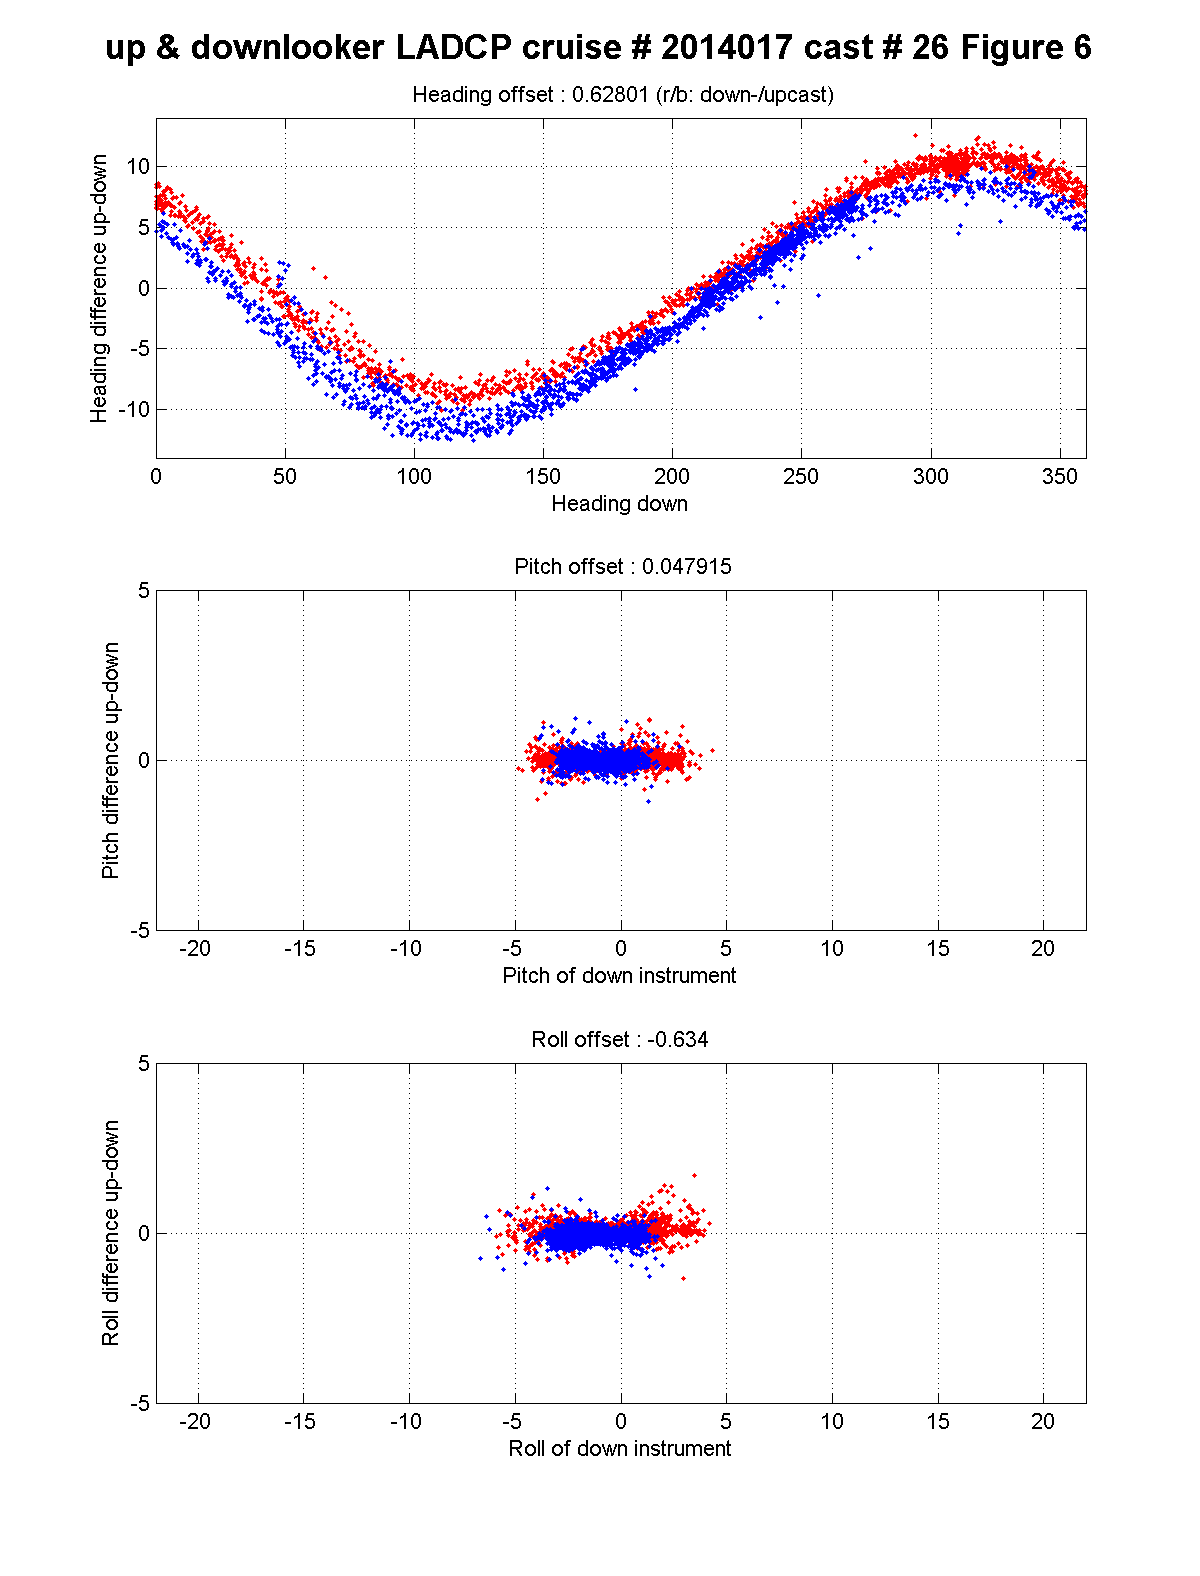 up & downlooker LADCP cruise # 2014017 cast # 26 Figure 6
Heading offset : 0.62801 (r/b: down-/upcast)
10
5
0
-5
-10
Heading difference up-down
0 50 100 150 200 250 300 350
Heading down
Pitch offset : 0.047915
5
0
-5
Pitch difference up-down
-20 -15 -10 -5 0 5 10 15 20
Pitch of down instrument
Roll offset : -0.634
5
0
-5
Roll difference up-down
-20 -15 -10 -5 0 5 10 15 20
Roll of down instrument